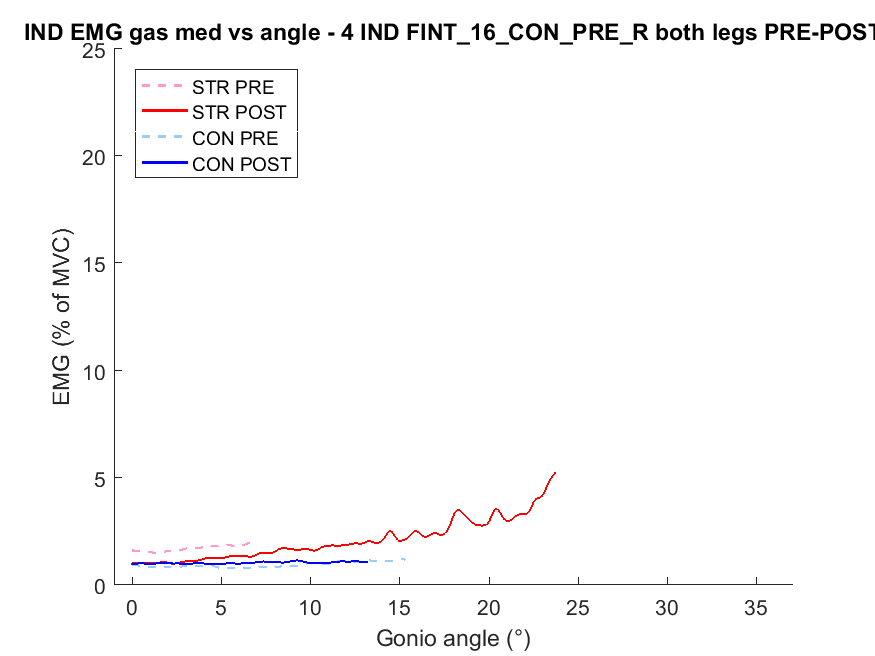 IND EMG gas med vs angle - 4 IND FINT_16_CON_PRE_R both legs PRE-POST
25
20
15
10
5
0
EMG (% of MVC)
STR PRE
STR POST
CON PRE
CON POST
0 5 10 15 20 25 30 35
Gonio angle (°)